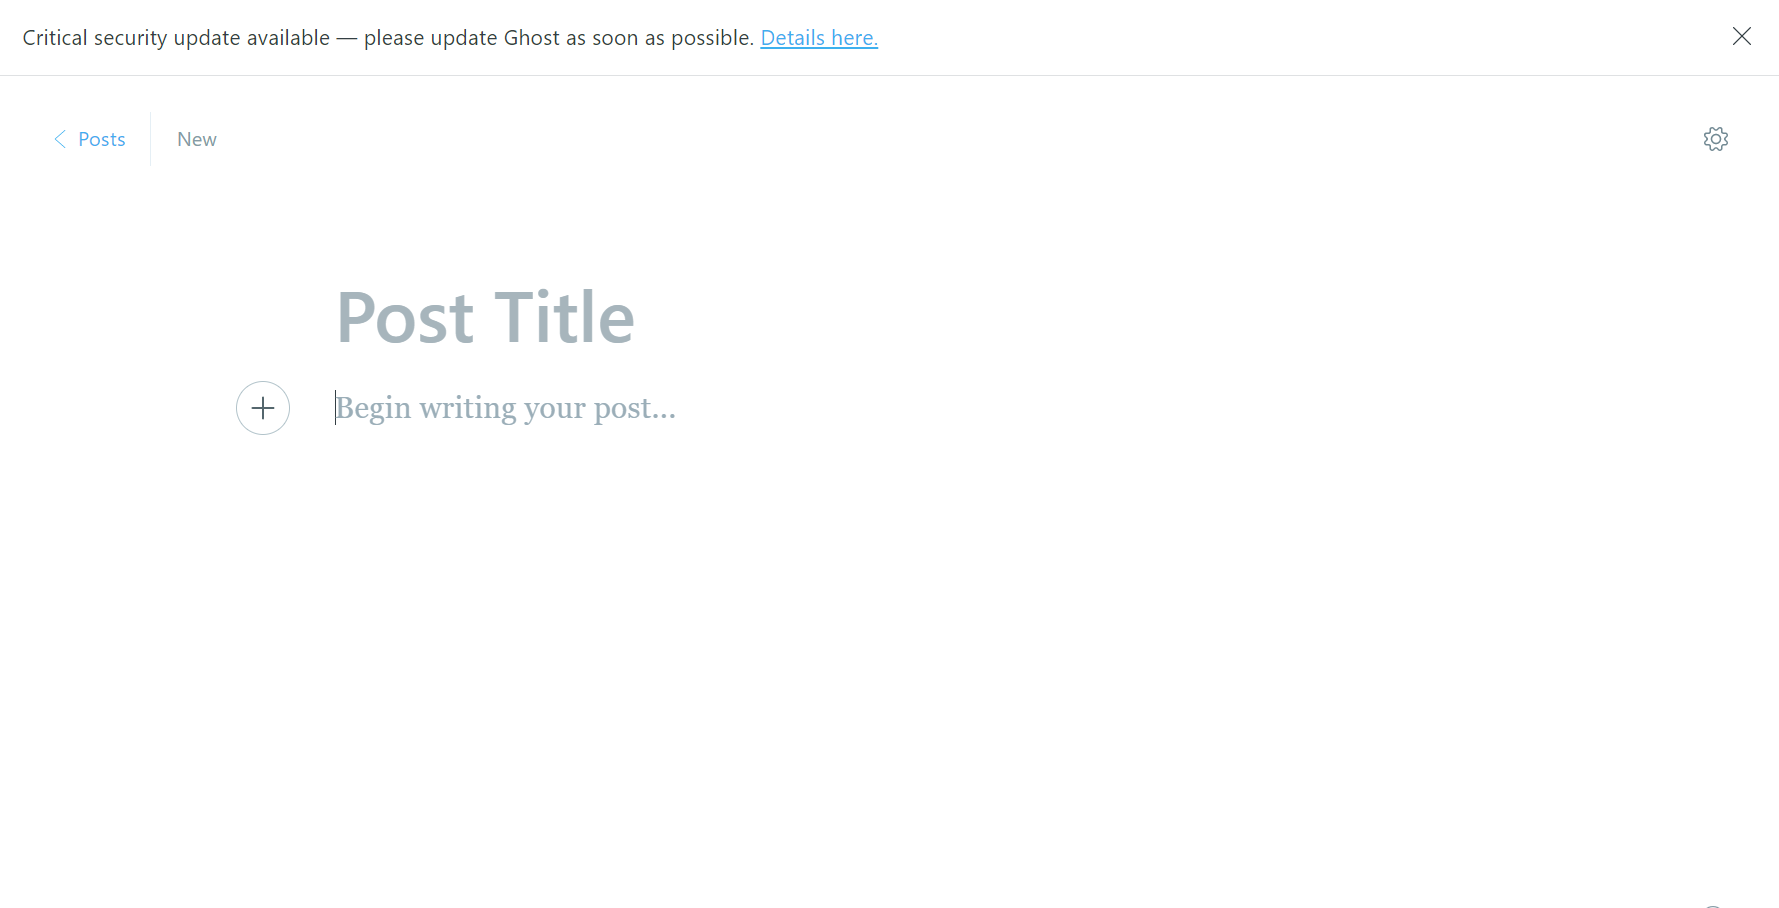 Critical security update available — please update Ghost as soon as possible. Details here.
Posts
New
Post Title
Begin writing your post...